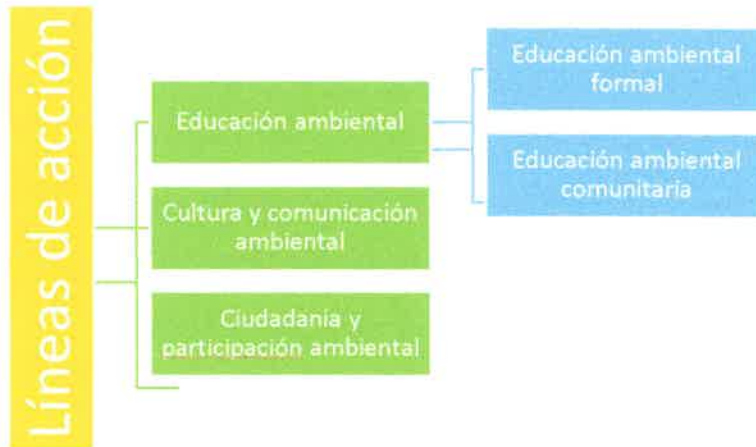 Líneas de acción
Educación ambiental
Cultura y comunicación
ambiental
Ciudadanía y
participación ambiental
Educación ambiental
formal
Educación ambiental
comunitaria